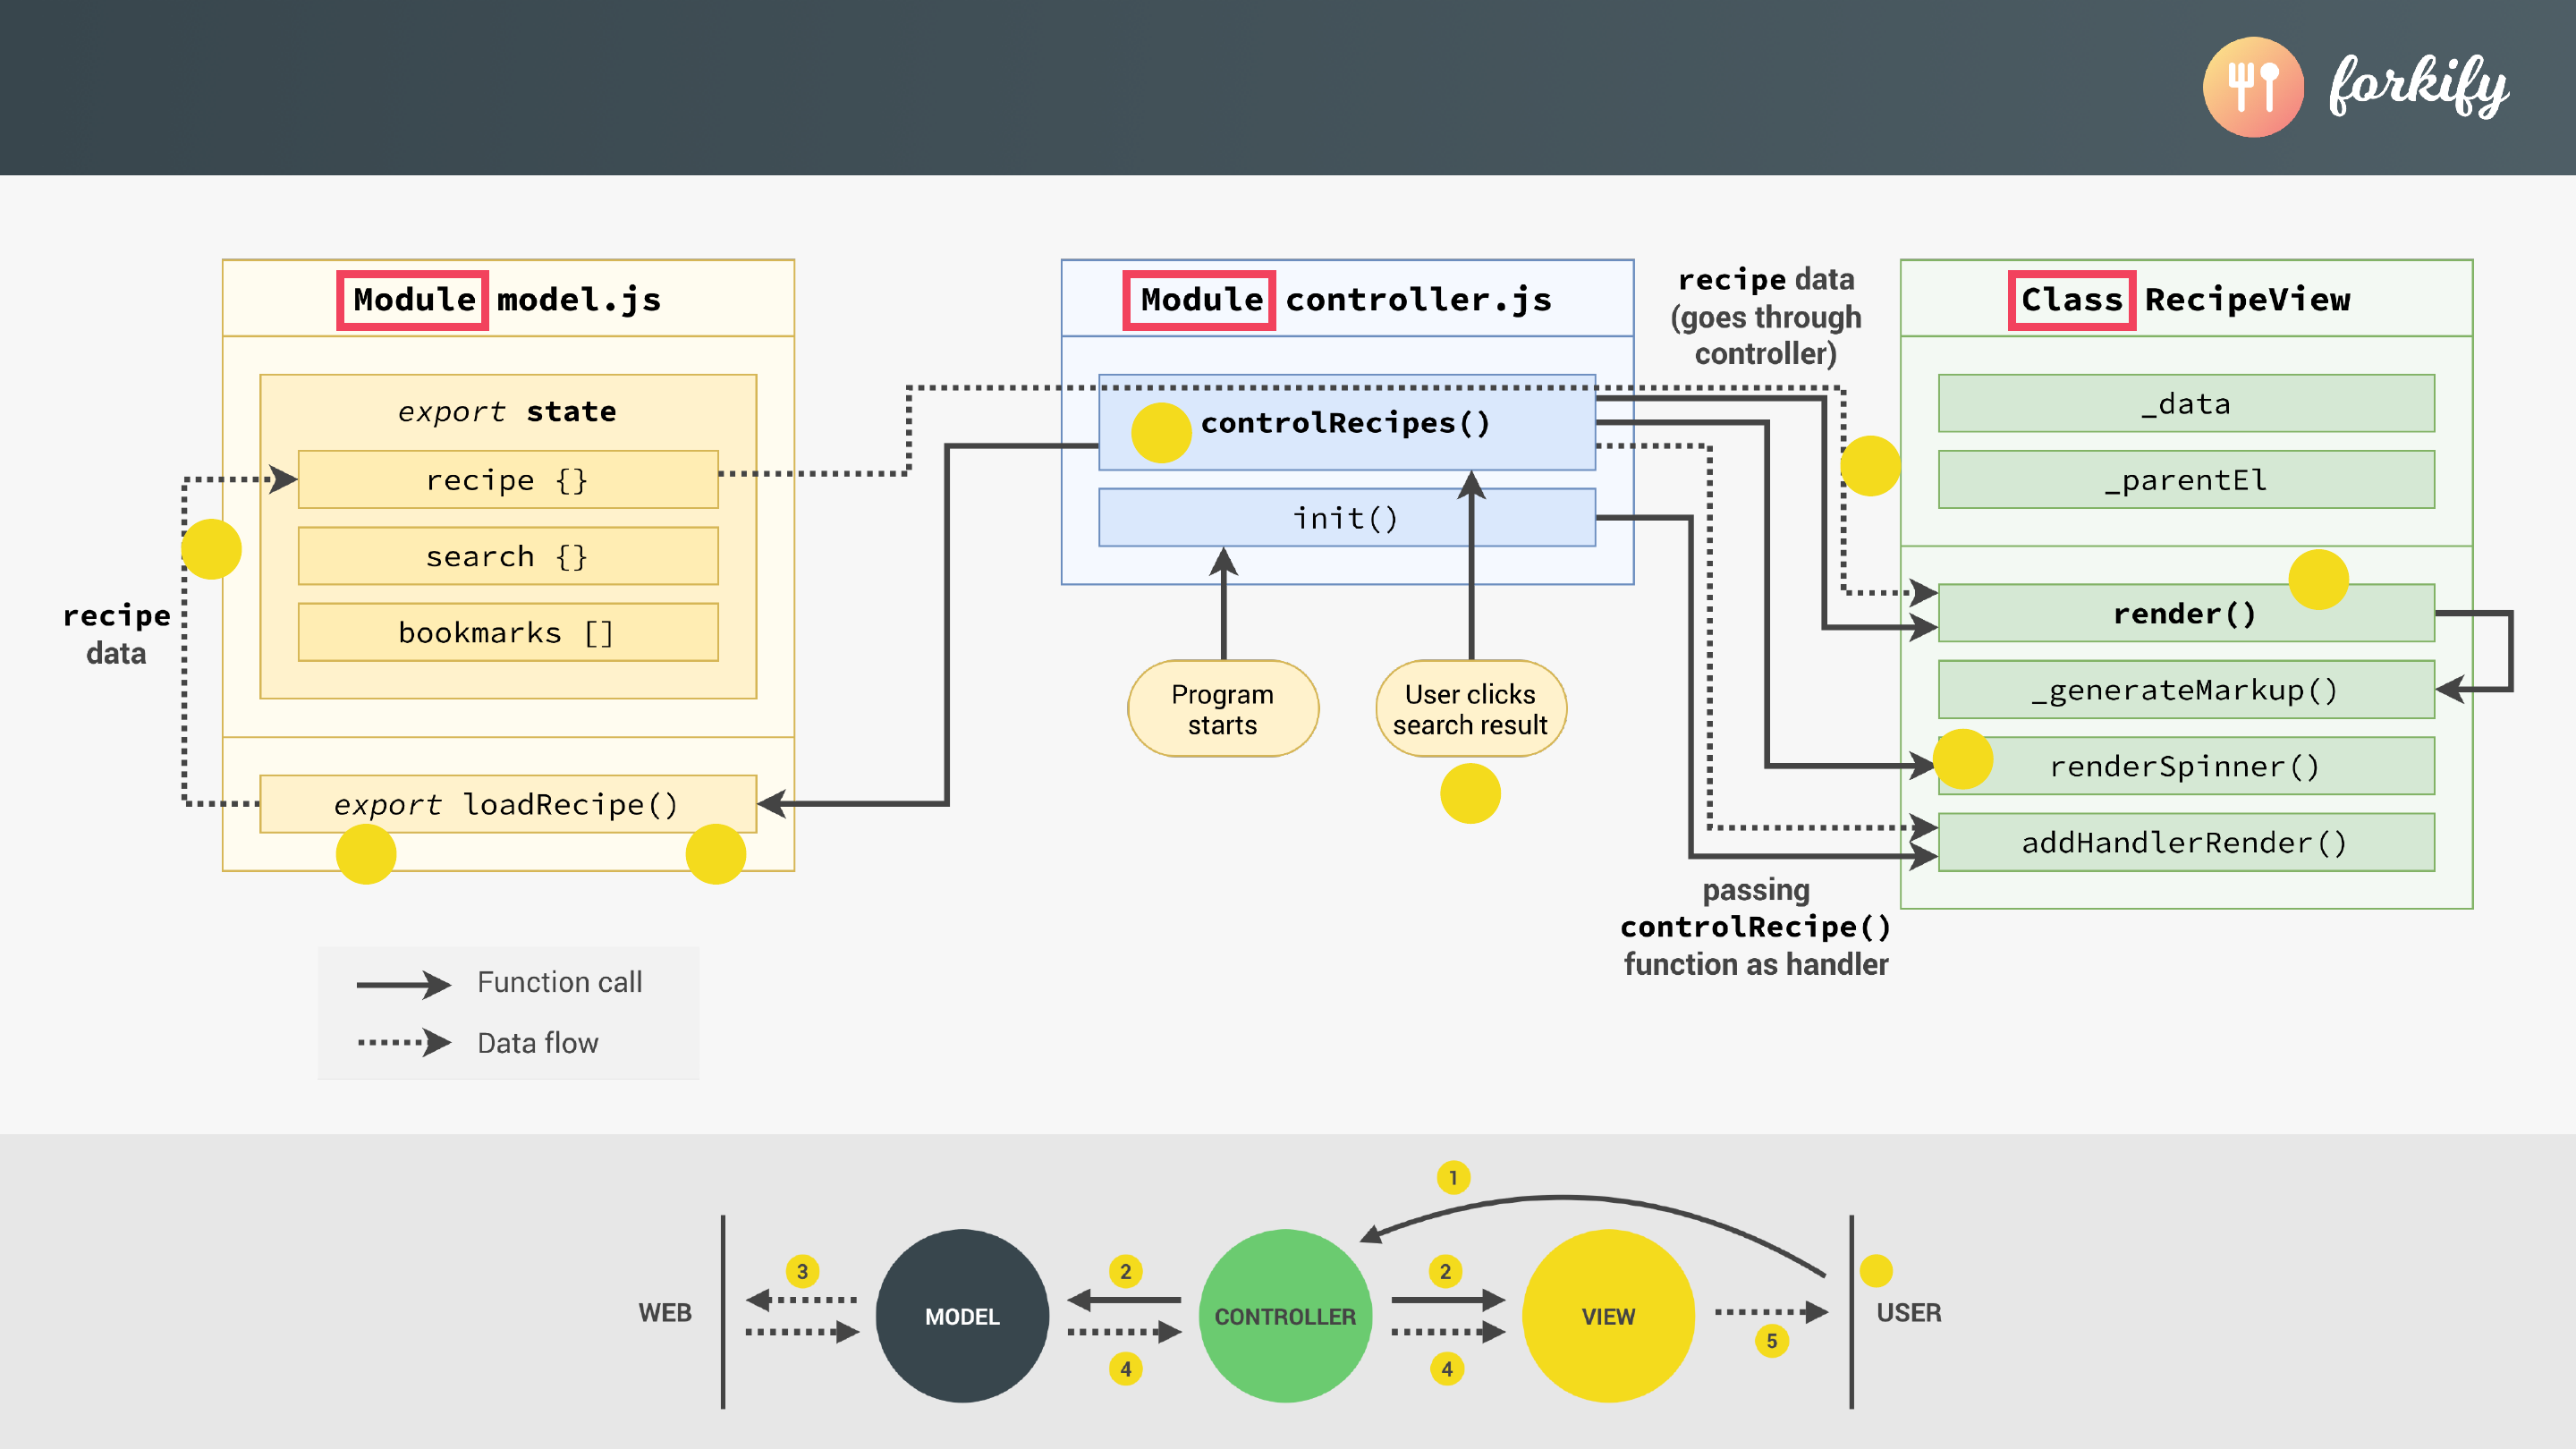 forkify
Module model.js
export state
recipe {}
search {}
bookmarks []
export loadRecipe()
recipe
data
Module controller.js
controlRecipes()
init()
Program
starts
User clicks
search result
recipe data
(goes through
controller)
Class RecipeView
_data
_parentEl
render()
_generateMarkup()
renderSpinner()
addHandlerRender()
passing
controlRecipe()
function as handler
Function call
Data flow
1
3
2
2
WEB
MODEL
CONTROLLER
VIEW
USER
4
4
5